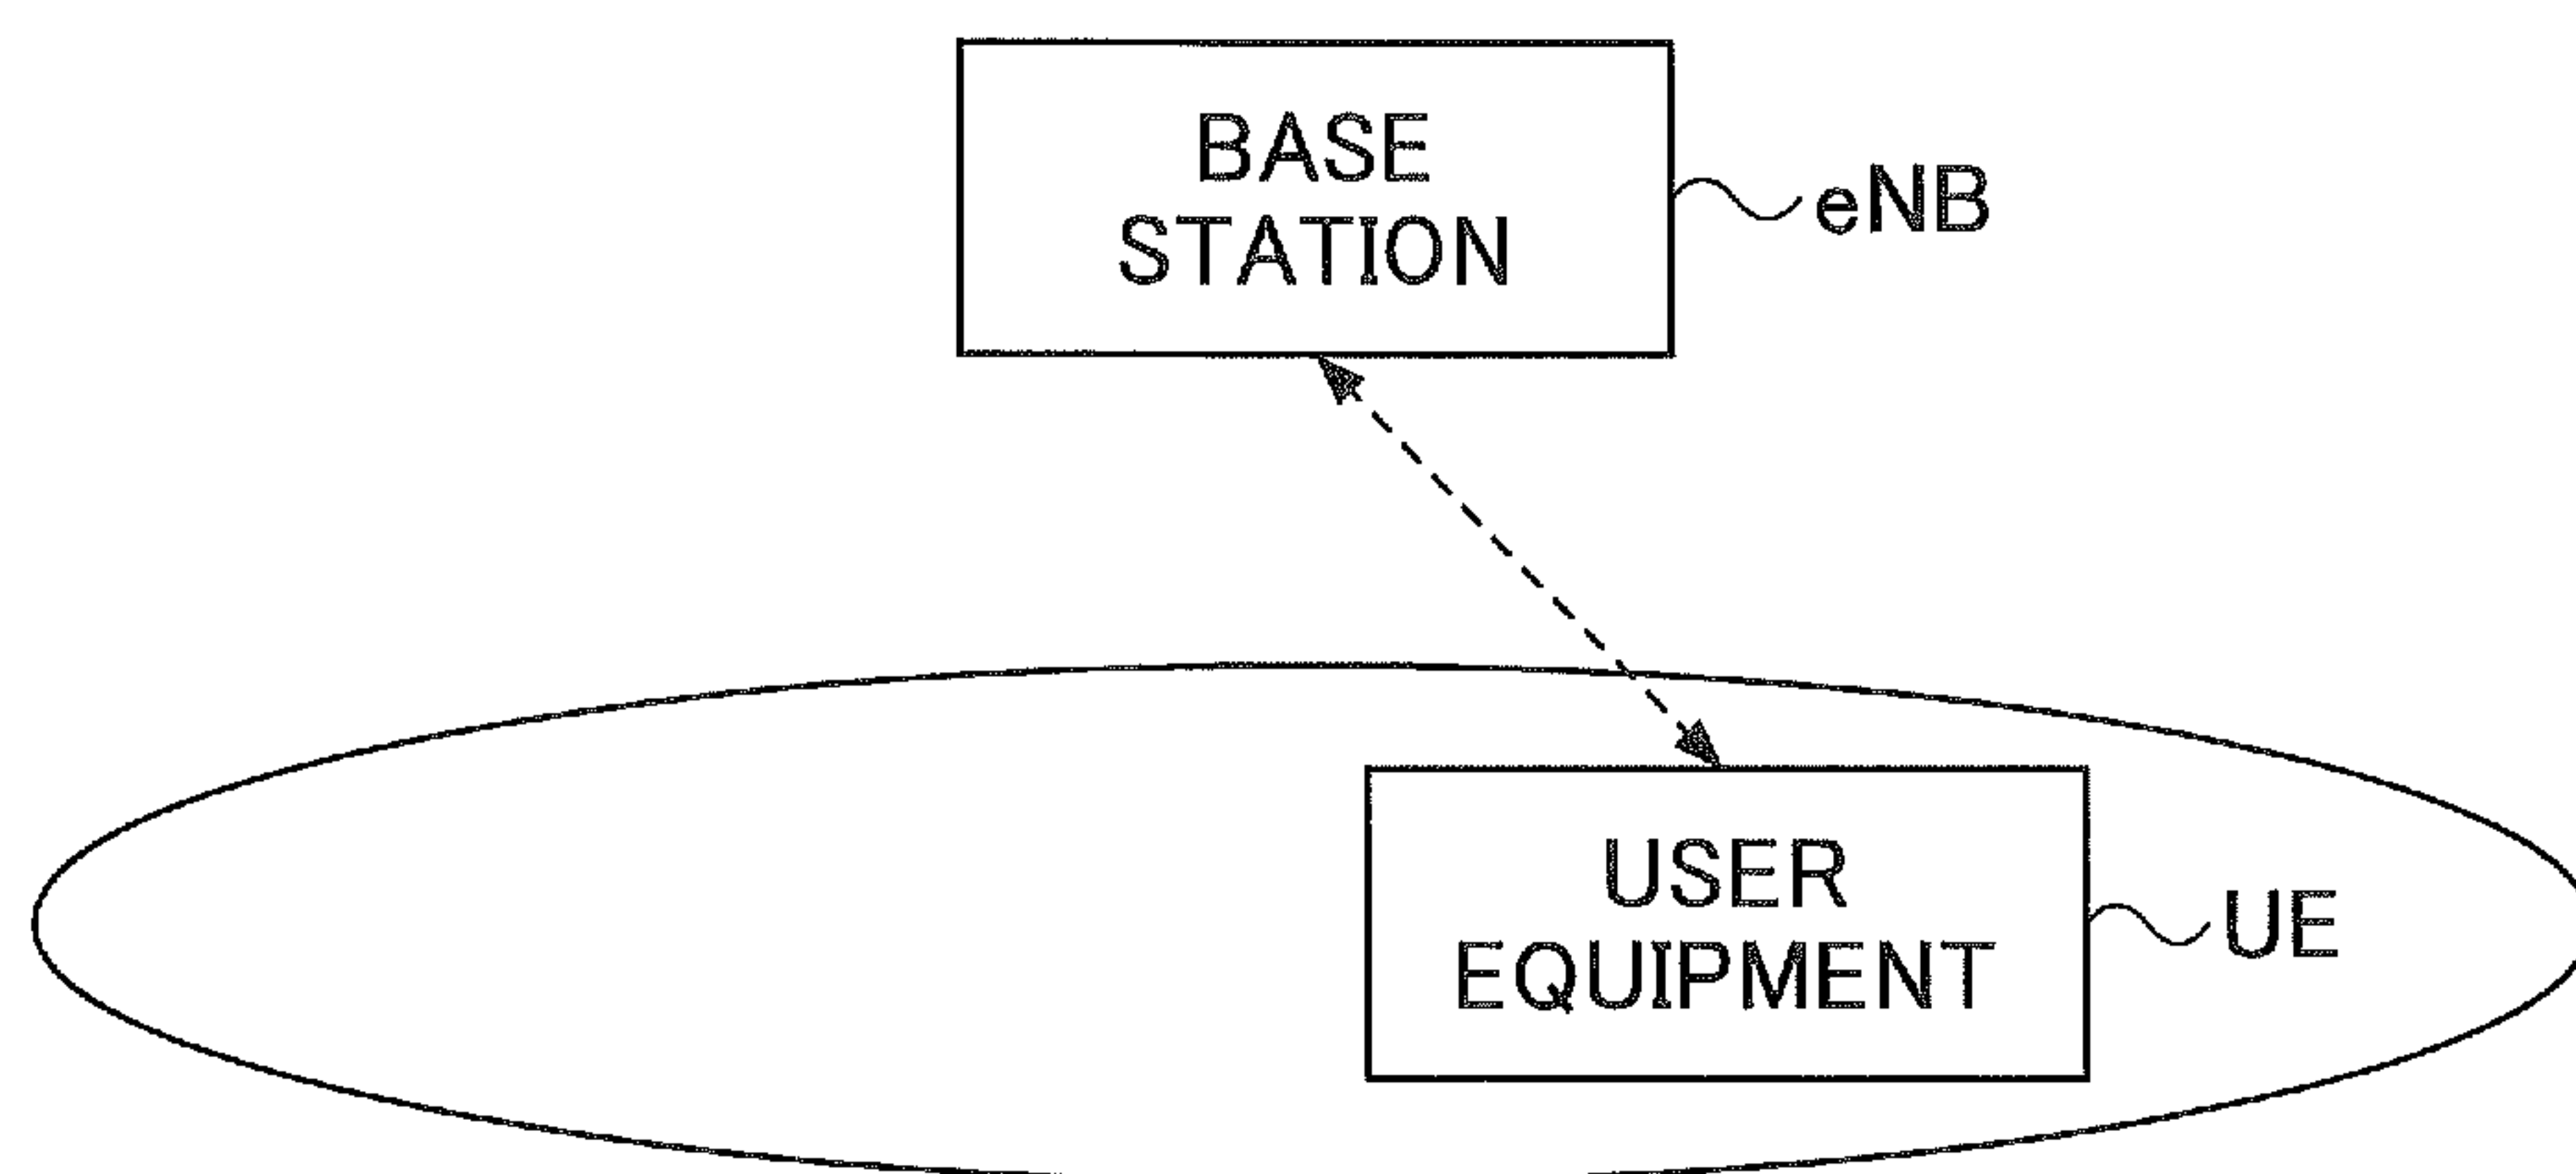 BASE
STATION
eNB
USER
EQUIPMENT
UE